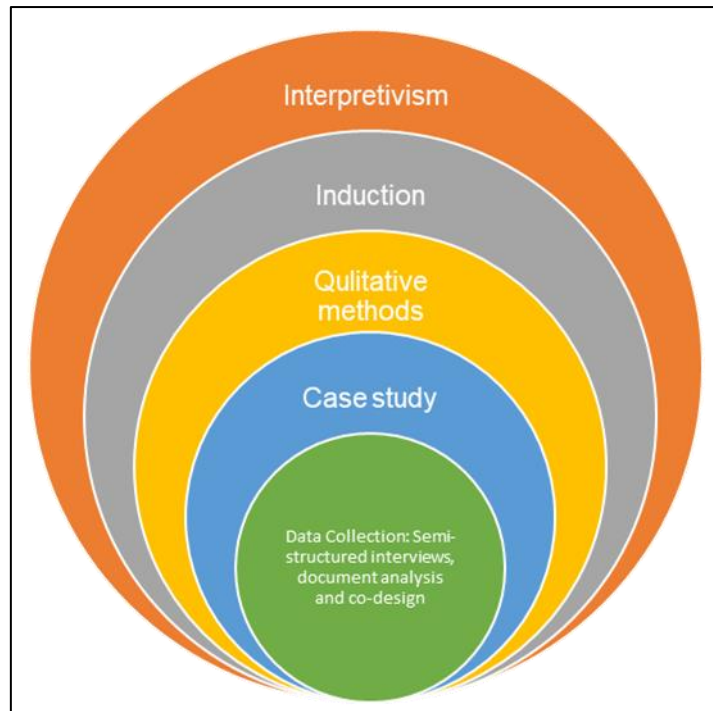 Interpretivism
Induction
Qulitative
methods
Case study
Data Collection: Semi-
structured interviews,
document analysis
and co-design